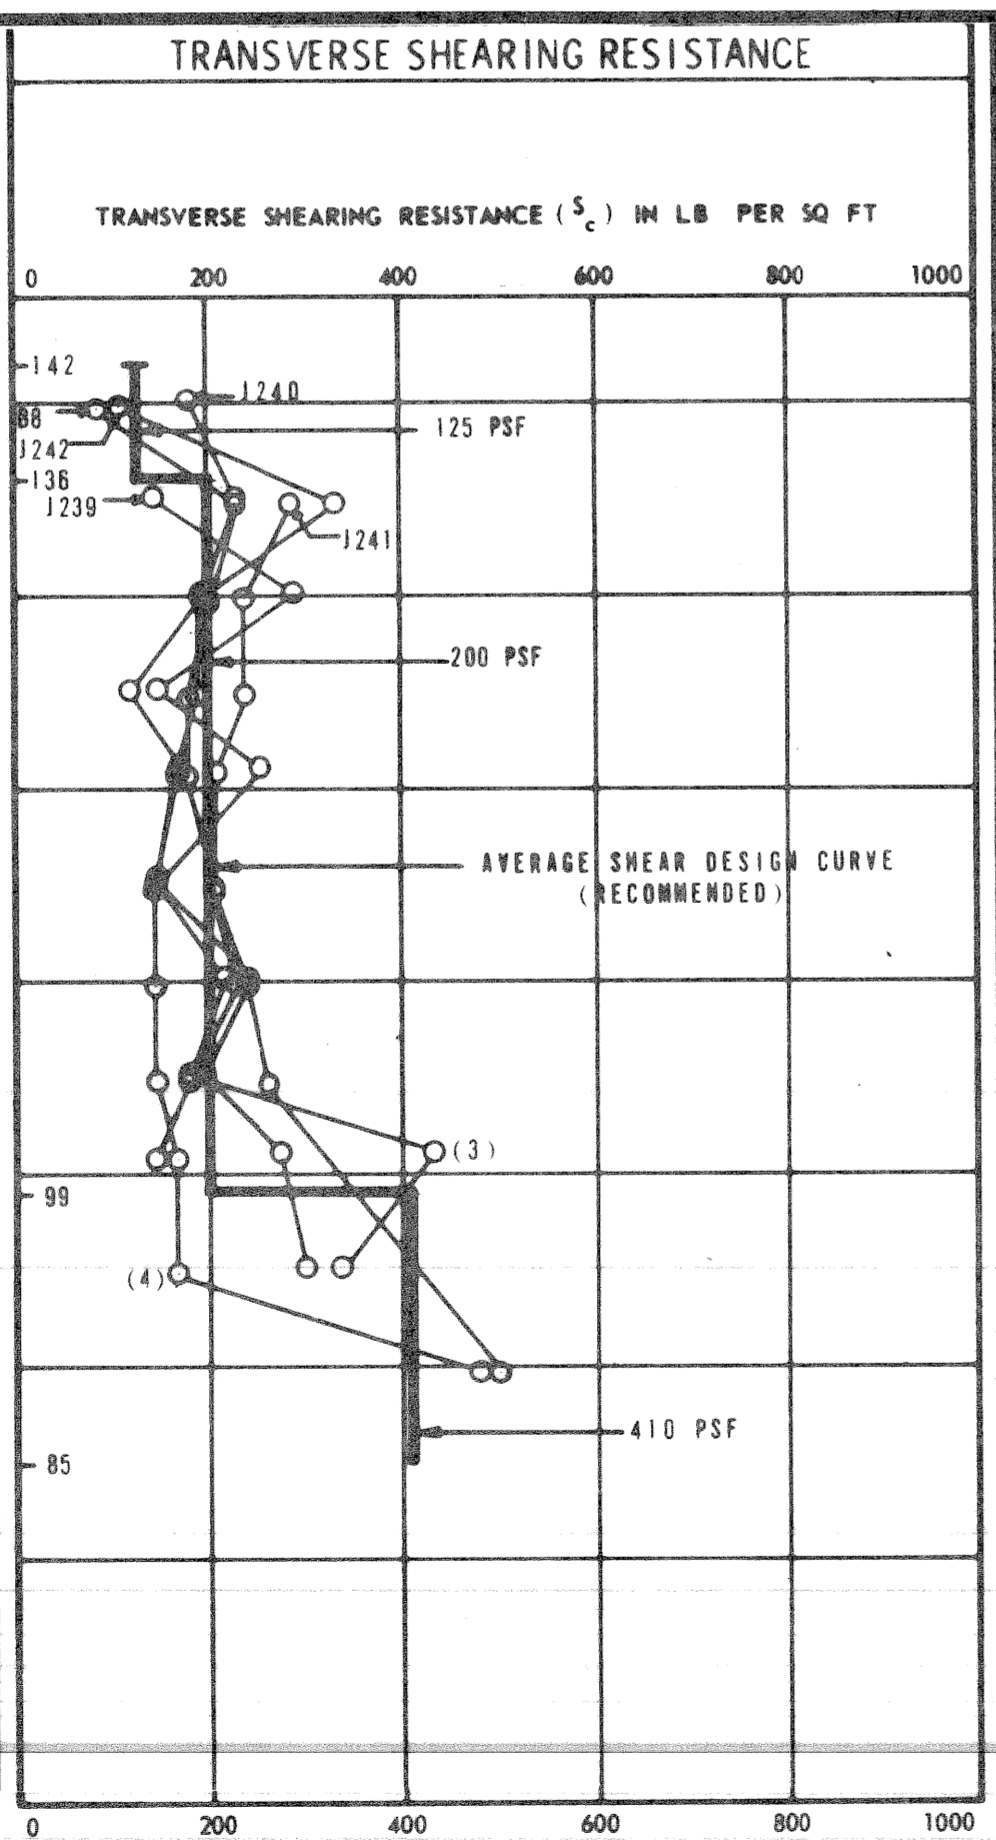 TRANSVERSE SHEARING RESISTANCE
TRANSVERSE SHEARING RESISTANCE (Sc) IN LB PER SQ FT
0 200 400 600 800 1000
142
J240
88
125 PSF
J242
136
J239
J241
200 PSF
AVERAGE SHEAR DESIGN CURVE
(RECOMMENDED)
(3)
99
(4)
410 PSF
85
0 200 400 600 800 1000